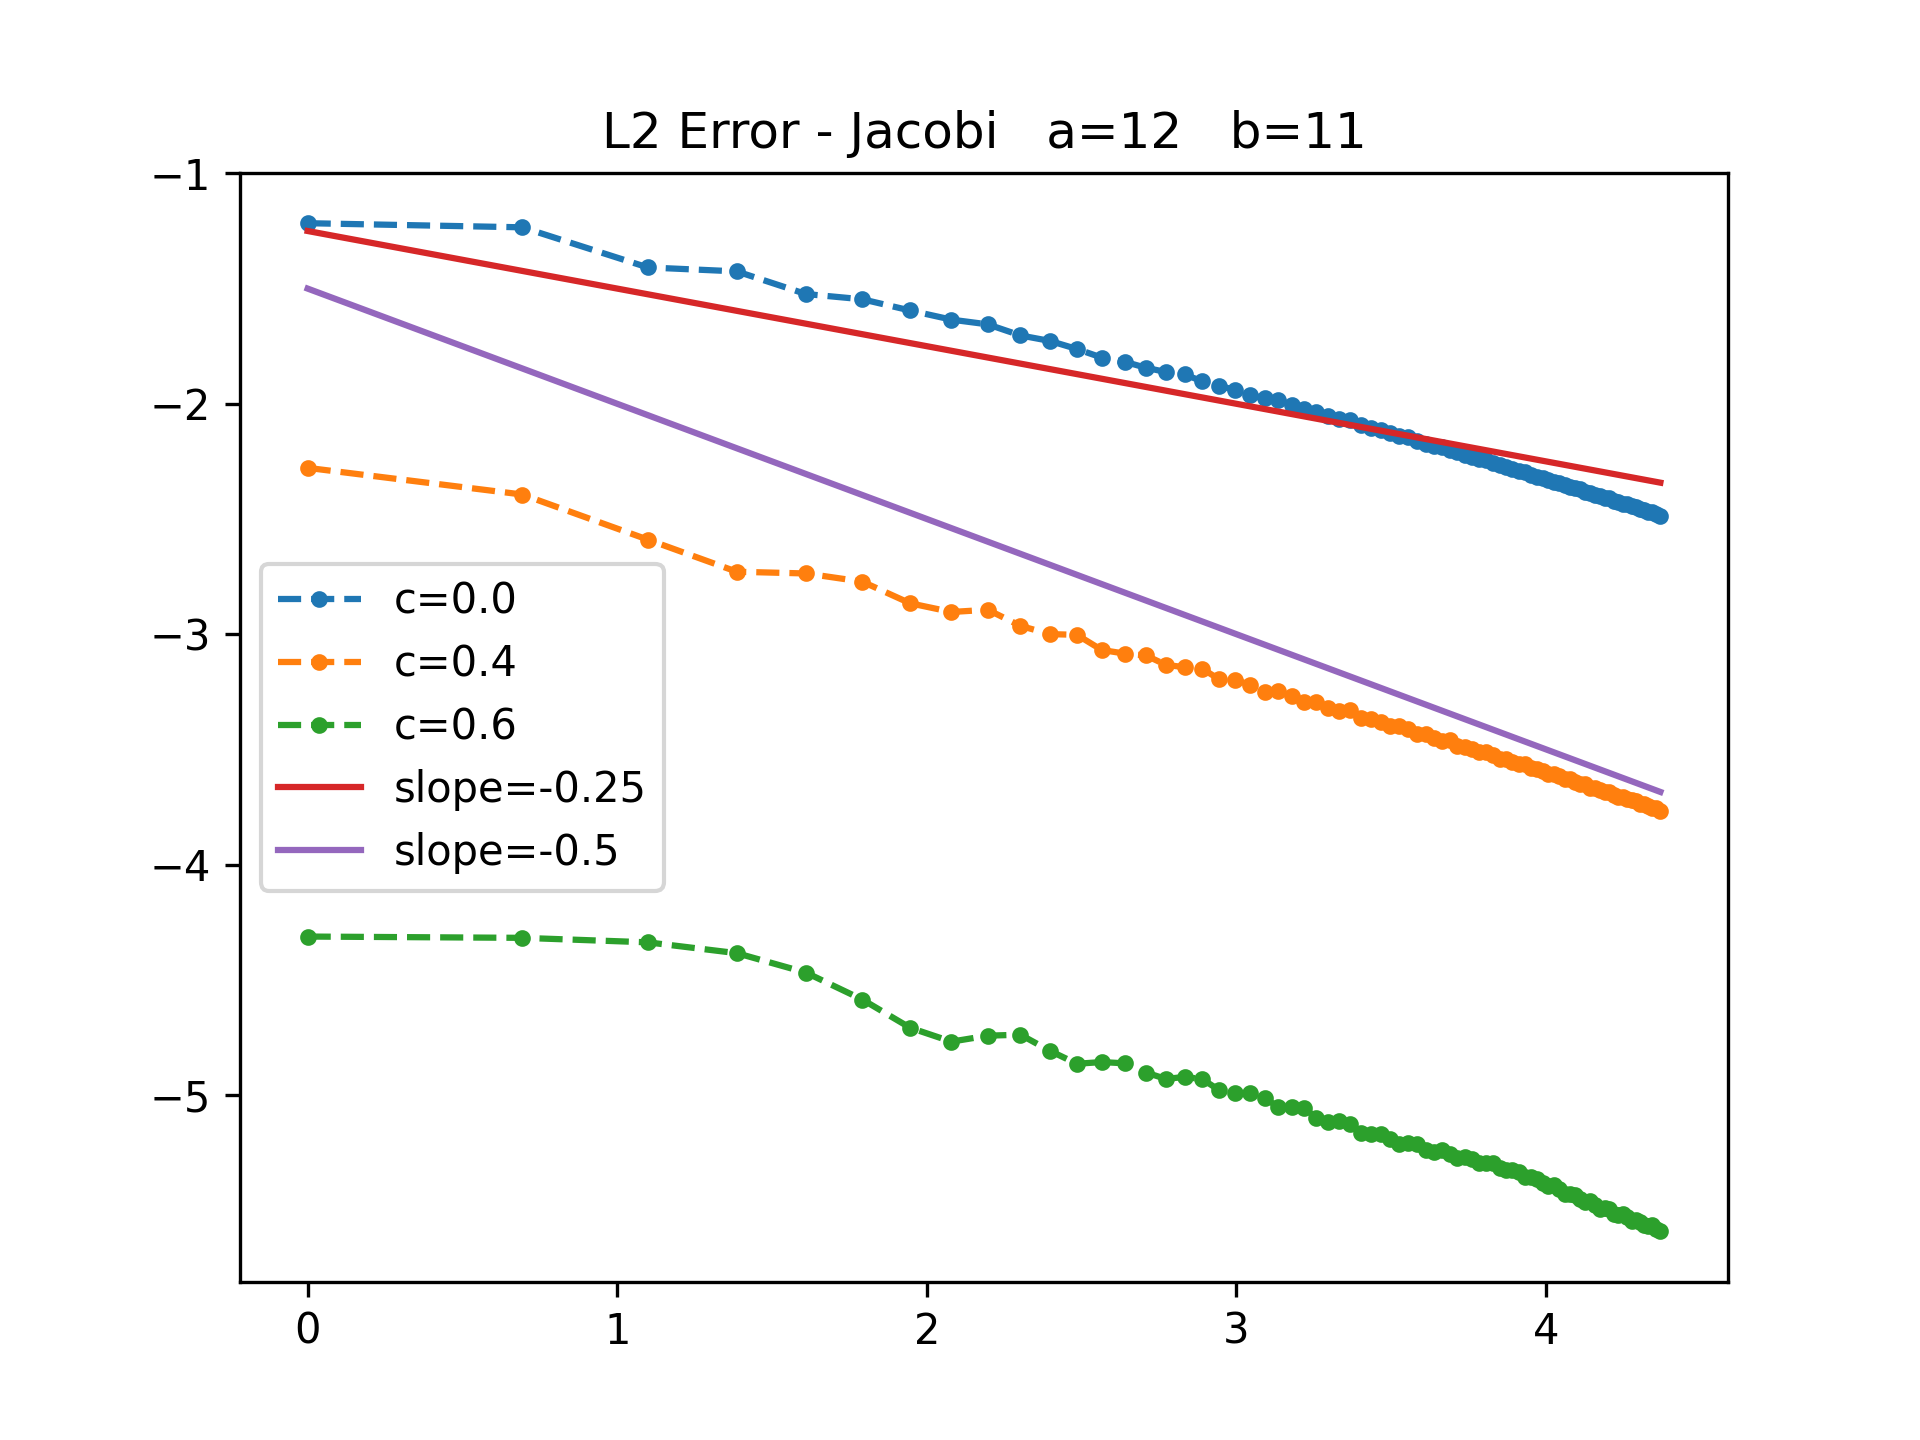 L2 Error - Jacobi   a=12   b=11
−1
−2
−3
−4
−5
c=0.0
c=0.4
c=0.6
slope=-0.25
slope=-0.5
0 1 2 3 4